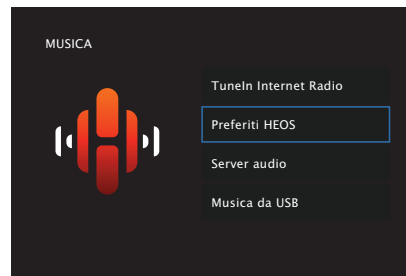 MUSICA
TuneIn Internet Radio
Preferiti HEOS
Server audio
Musica da USB